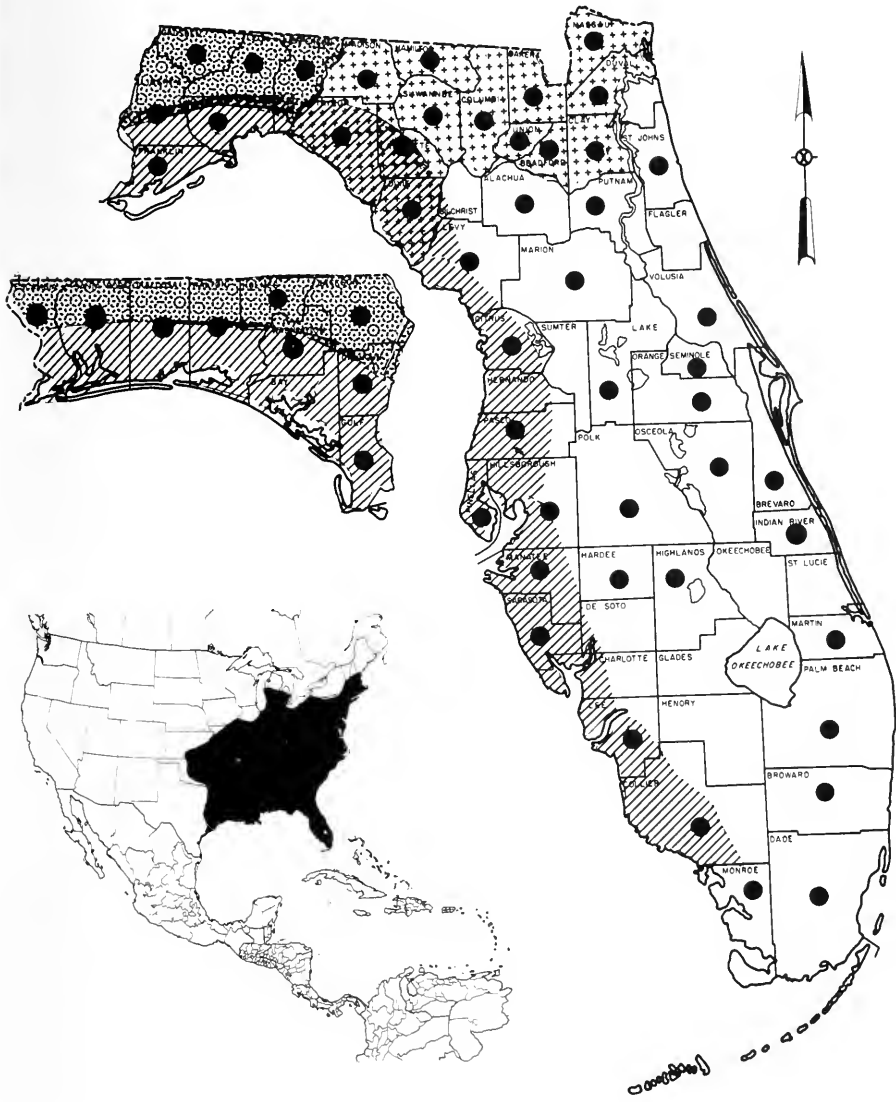 MADISON
HAMILTON
NASSAU
BAKER
DUVAL
SUWANNEE
COLUMBIA
UNION
CLAY
ST JOHNS
BRADFORD
FRANKLIN
DIXIE
GILCHRIST
ALACHUA
PUTNAM
FLAGLER
LEVY
MARION
VOLUSIA
CITRUS
SUMTER
LAKE
ORANGE
SEMINOLE
HERNANDO
BAY
PASCO
POLK
OSCEOLA
GULF
HILLSBOROUGH
BREVARD
INDIAN RIVER
MANATEE
HARDEE
HIGHLANDS
OKEECHOBEE
ST LUCIE
SARASOTA
DE SOTO
MARTIN
CHARLOTTE
GLADES
LAKE
OKEECHOBEE
PALM BEACH
LEE
HENDRY
COLLIER
BROWARD
DADE
MONROE